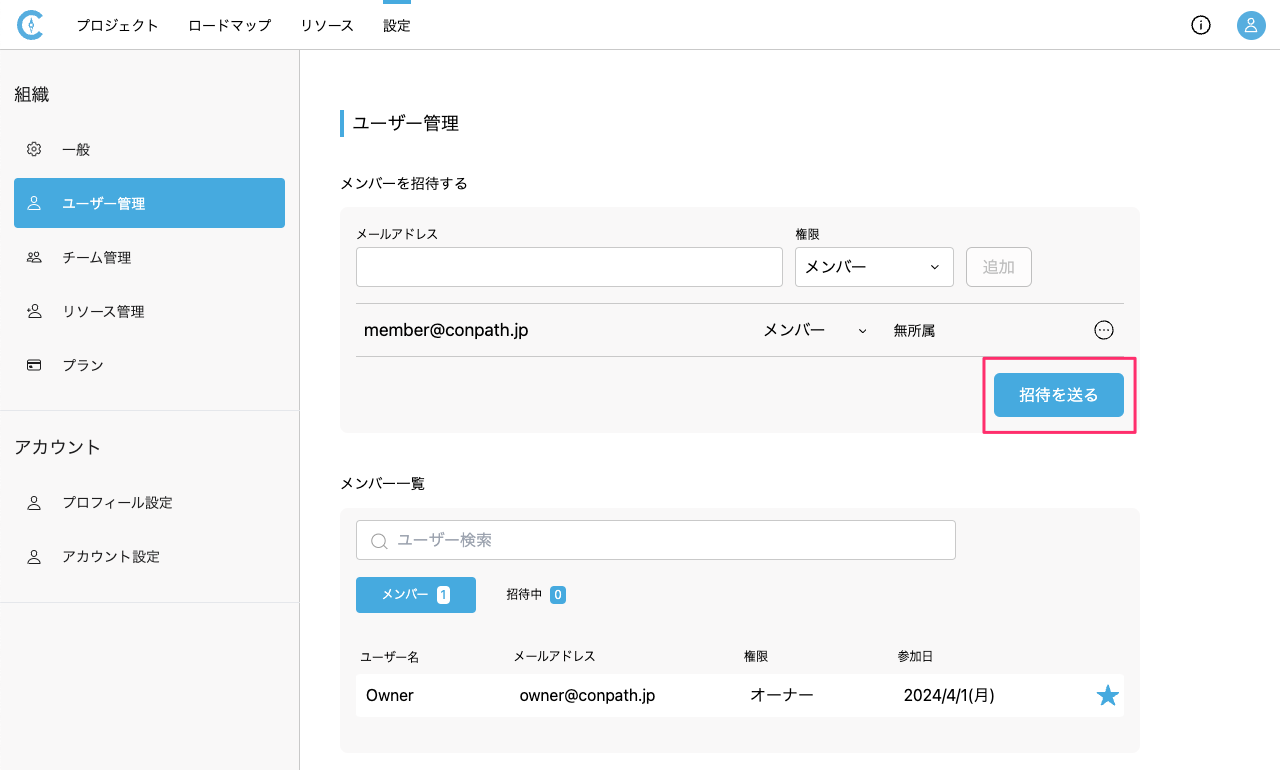 プロジェクト ロードマップ リソース 設定
組織
一般
ユーザー管理
チーム管理
リソース管理
プラン
アカウント
プロフィール設定
アカウント設定
ユーザー管理
メンバーを招待する
メールアドレス 権限
メンバー 追加
member@conpath.jp メンバー 無所属
招待を送る
メンバー一覧
ユーザー検索
メンバー 1 招待中 0
ユーザー名 メールアドレス 権限 参加日
Owner owner@conpath.jp オーナー 2024/4/1(月)